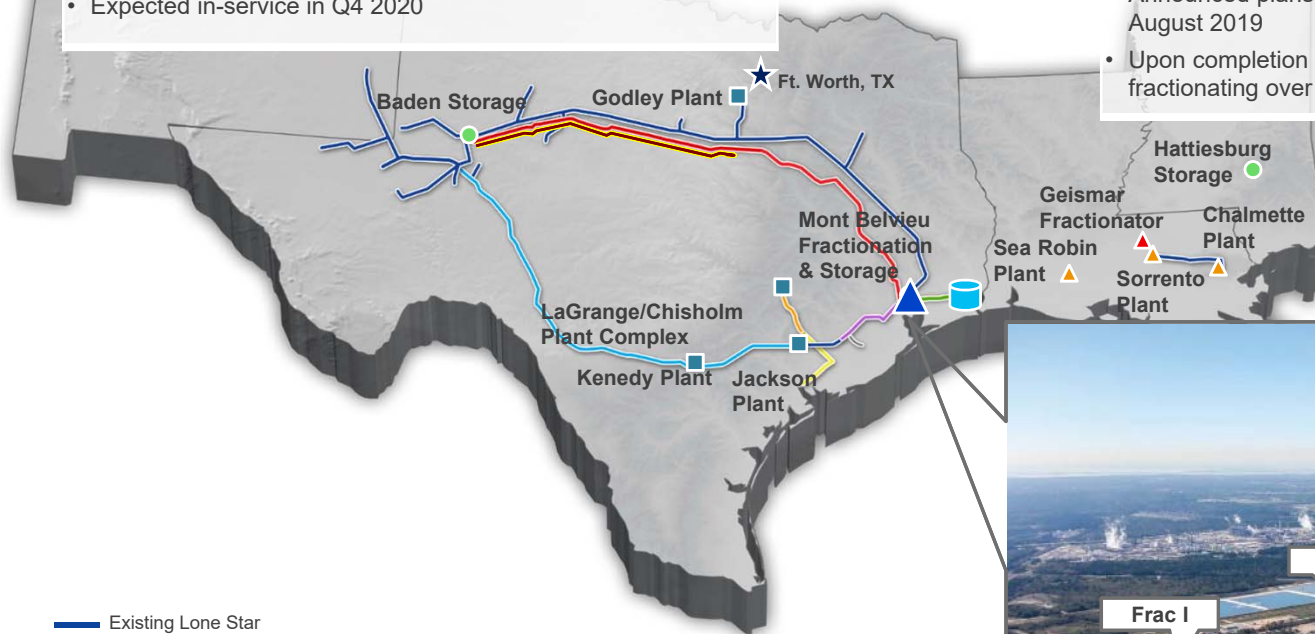 • Expected in-service in Q4 2020
August 2019
• Upon completion
fractionating over
Baden Storage
Godley Plant
Ft. Worth, TX
Hattiesburg
Storage
Geismar
Fractionator
Chalmette
Plant
Mont Belvieu
Fractionation
& Storage
Sea Robin
Plant
Sorrento
Plant
LaGrange/Chisholm
Plant Complex
Kenedy Plant
Jackson
Plant
Frac I
Existing Lone Star